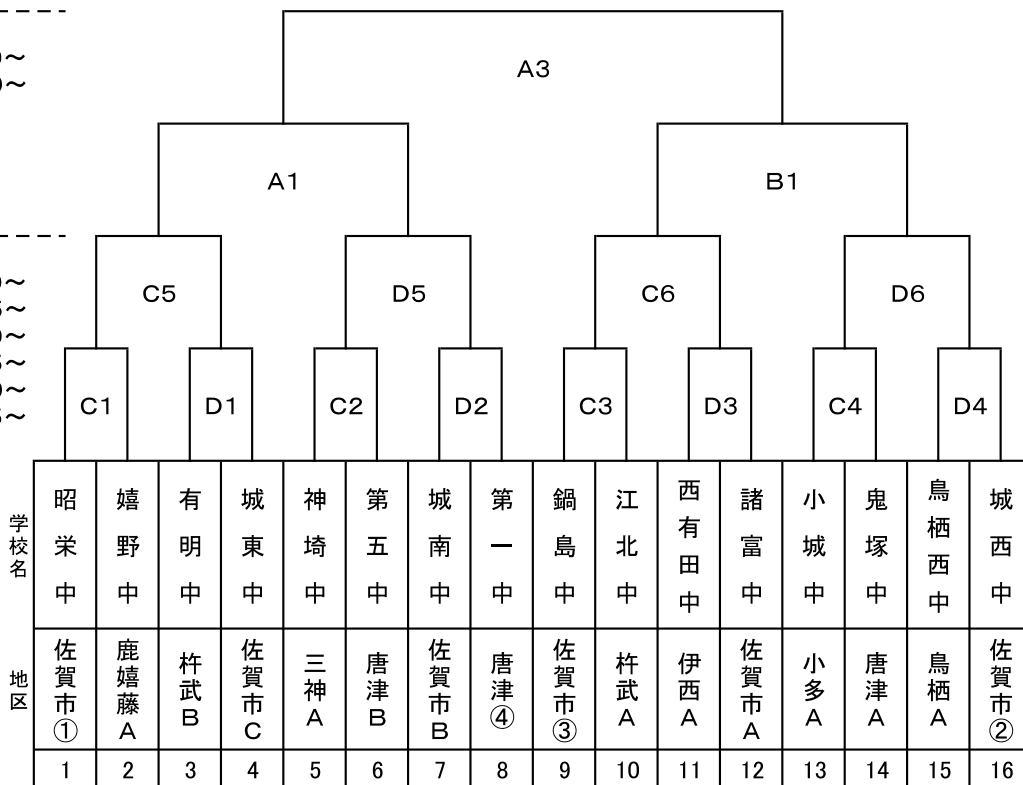 A3
A1 B1
C5 D5 C6 D6
C1 D1 C2 D2 C3 D3 C4 D4
学校名 昭栄中 嬉野中 有明中 城東中 神埼中 第五中 城南中 第一中 鍋島中 江北中 西有田中 諸富中 小城中 鬼塚中 鳥栖西中 城西中
地区 佐賀市① 鹿嬉藤A 杵武B 佐賀市C 三神A 唐津B 佐賀市B 唐津④ 佐賀市③ 杵武A 伊西A 佐賀市A 小多A 唐津A 鳥栖A 佐賀市②
1 2 3 4 5 6 7 8 9 10 11 12 13 14 15 16